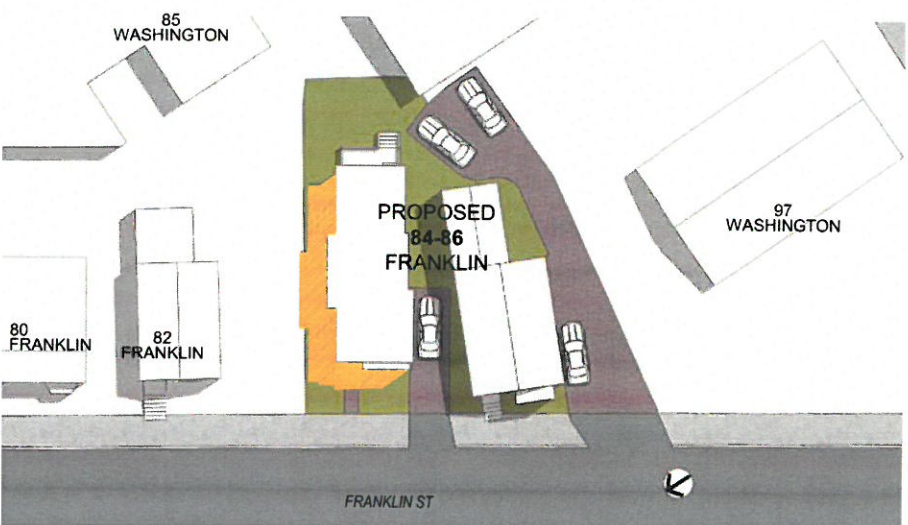 85
WASHINGTON
PROPOSED
84-86
FRANKLIN
97
WASHINGTON
80
FRANKLIN
82
FRANKLIN
FRANKLIN ST